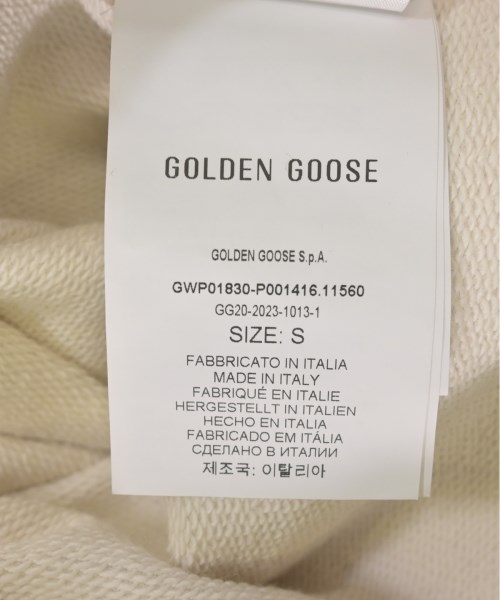 GOLDEN GOOSE
GOLDEN GOOSE S.p.A.
GWP01830-P001416.11560
GG20-2023-1013-1
SIZE: S
FABBRICATO IN ITALIA
MADE IN ITALY
FABRIQUÉ EN ITALIE
HERGESTELLT IN ITALIEN
HECHO EN ITALIA
FABRICADO EM ITÁLIA
СДЕЛАНО В ИТАЛИИ
제조국: 이탈리아